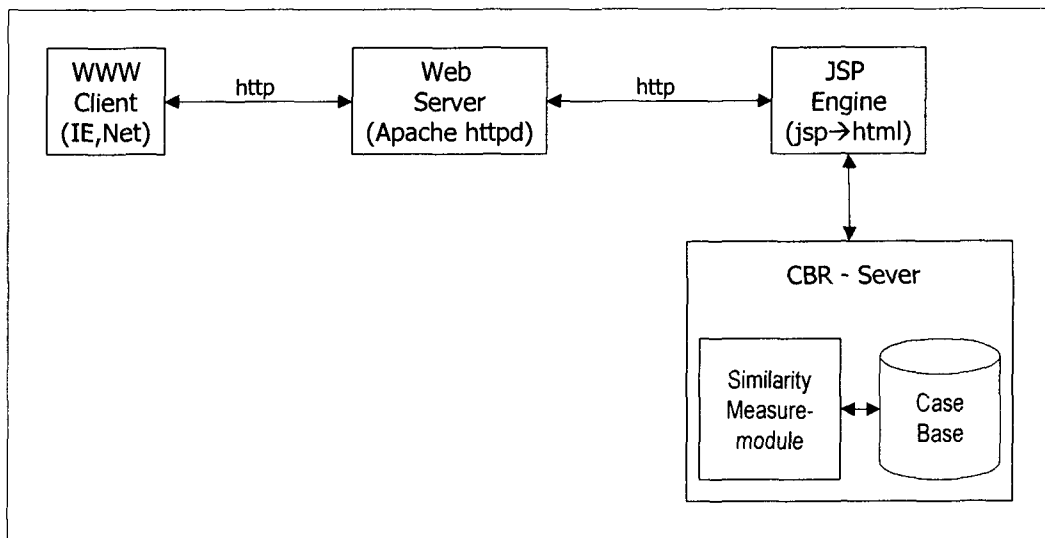 WWW
Client
(IE,Net)
http
Web
Server
(Apache httpd)
http
JSP
Engine
(jsp→html)
CBR - Sever
Similarity
Measure-
module
Case
Base